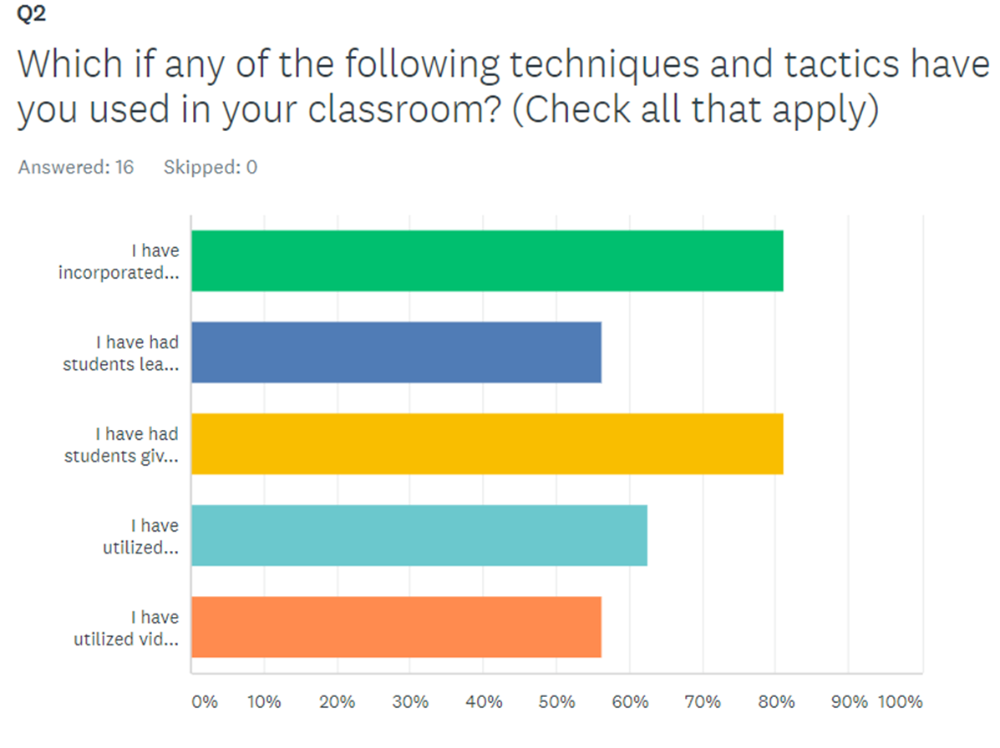 Q2
Which if any of the following techniques and tactics have
you used in your classroom? (Check all that apply)
Answered: 16 Skipped: 0
I have
incorporated...
I have had
students lea...
I have had
students giv...
I have
utilized...
I have
utilized vid...
0% 10% 20% 30% 40% 50% 60% 70% 80% 90% 100%